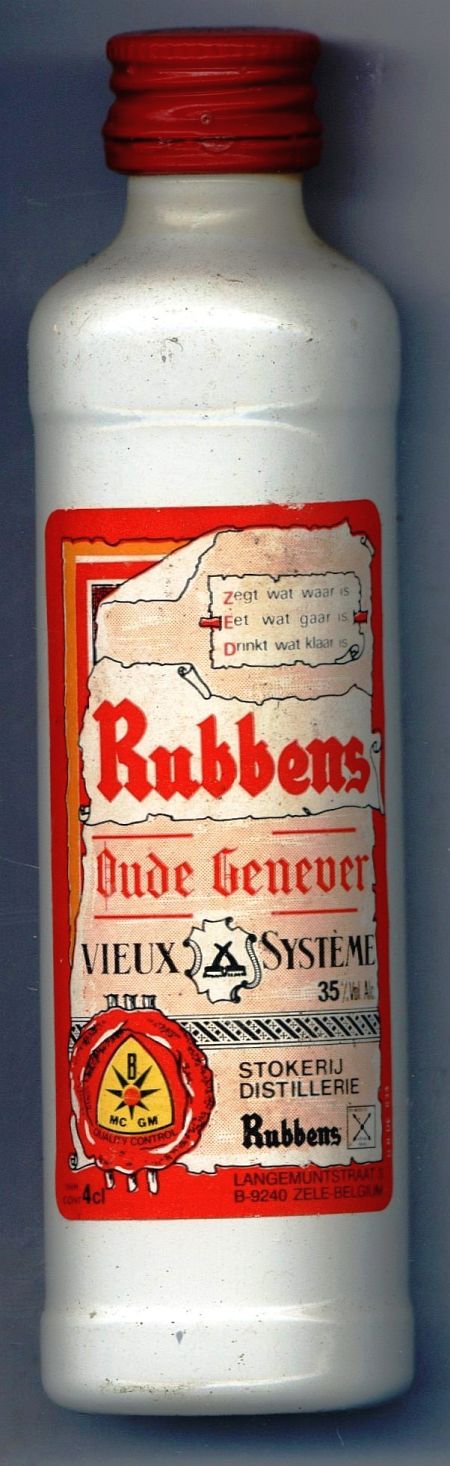 Zegt wat waar is
Eet wat gaar is
Drinkt wat klaar is
Rubbens
Oude Genever
VIEUX SYSTÈME
35 % Vol. Alc.
B
MC GM
QUALITY CONTROL
STOKERIJ
DISTILLERIE
Rubbens
4cl
LANGEMUNTSTRAAT
B-9240 ZELE-BELGIUM